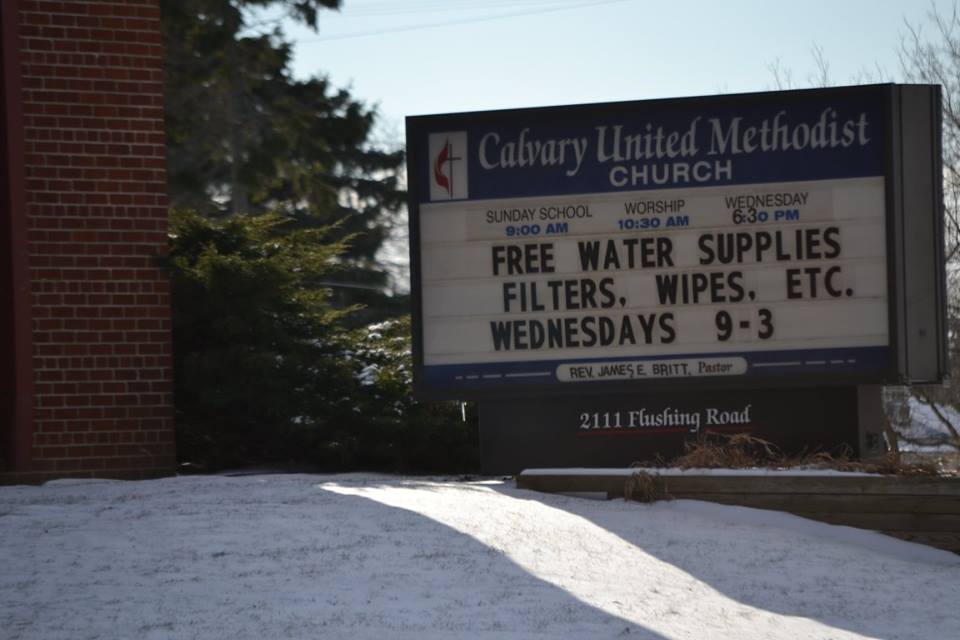 Calvary United Methodist
CHURCH
SUNDAY SCHOOL WORSHIP WEDNESDAY
9:00 AM 10:30 AM 6:30 PM
FREE WATER SUPPLIES
FILTERS, WIPES, ETC.
WEDNESDAYS 9-3
REV. JAMES E. BRITT, Pastor
2111 Flushing Road